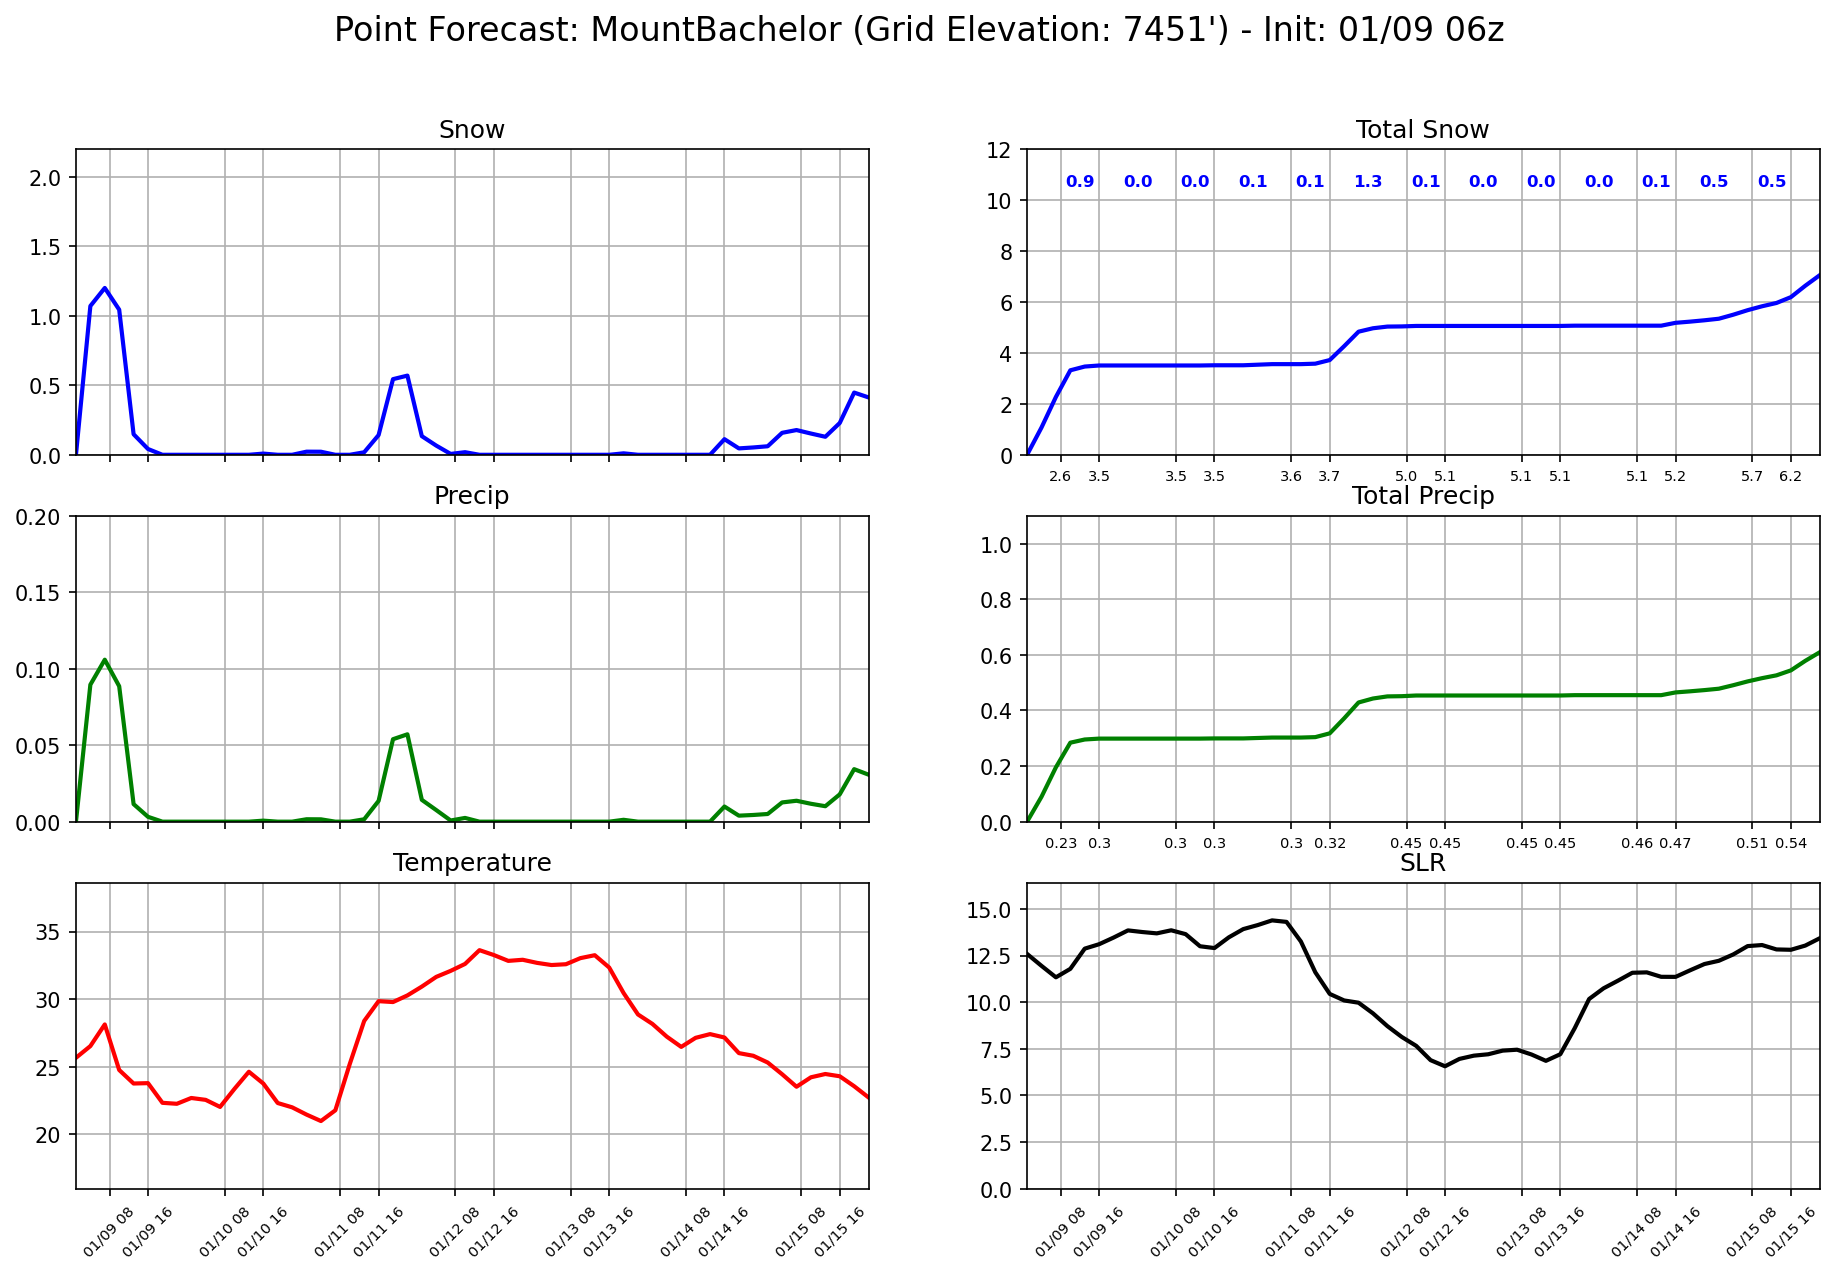 Point Forecast: MountBachelor (Grid Elevation: 7451') - Init: 01/09 06z
Snow
2.0
1.5
1.0
0.5
0.0
Total Snow
12
10
8
6
4
2
0
0.9 0.0 0.0 0.1 0.1 1.3 0.1 0.0 0.0 0.0 0.1 0.5 0.5
2.6 3.5 3.5 3.5 3.6 3.7 5.0 5.1 5.1 5.1 5.1 5.2 5.7 6.2
Precip
0.20
0.15
0.10
0.05
0.00
Total Precip
1.0
0.8
0.6
0.4
0.2
0.0
0.23 0.3 0.3 0.3 0.3 0.32 0.45 0.45 0.45 0.45 0.46 0.47 0.51 0.54
Temperature
35
30
25
20
01/09 08 01/09 16 01/10 08 01/10 16 01/11 08 01/11 16 01/12 08 01/12 16 01/13 08 01/13 16 01/14 08 01/14 16 01/15 08 01/15 16
SLR
15.0
12.5
10.0
7.5
5.0
2.5
0.0
01/09 08 01/09 16 01/10 08 01/10 16 01/11 08 01/11 16 01/12 08 01/12 16 01/13 08 01/13 16 01/14 08 01/14 16 01/15 08 01/15 16